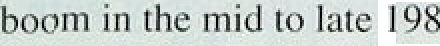 boom in the mid to late 198